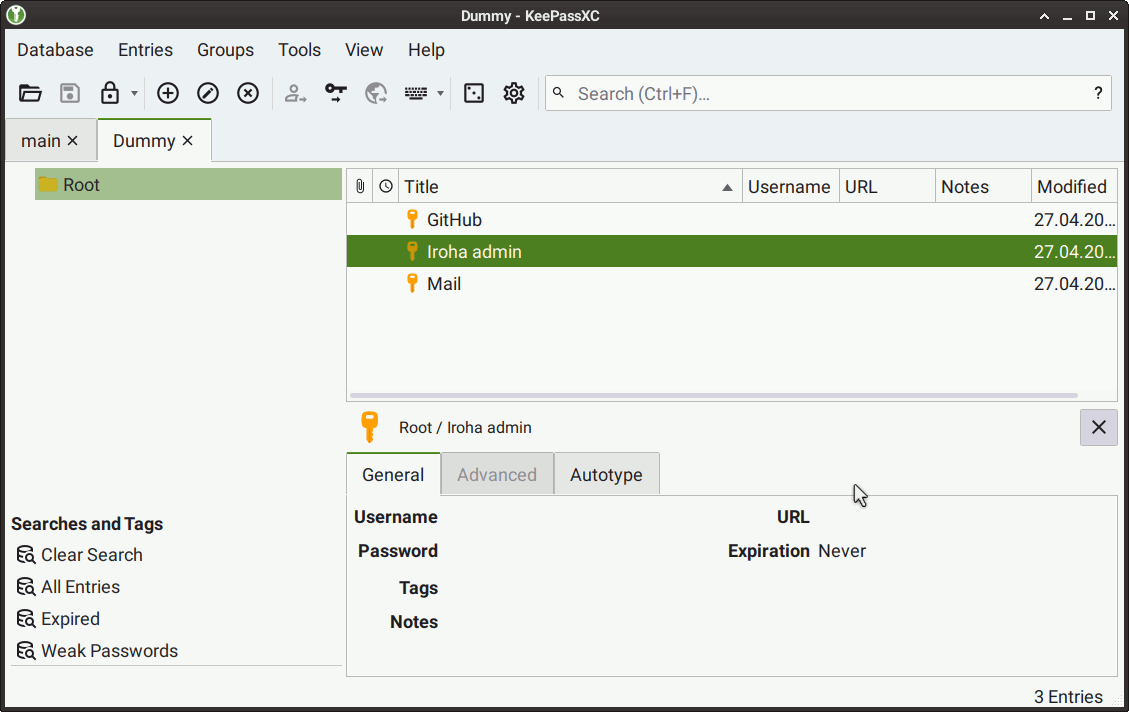 Dummy - KeePassXC
Database Entries Groups Tools View Help
Search (Ctrl+F)... ?
main Dummy
Root
Title Username URL Notes Modified
GitHub 27.04.20...
Iroha admin 27.04.20...
Mail 27.04.20...
Root / Iroha admin
General Advanced Autotype
Username URL
Password Expiration Never
Tags
Notes
Searches and Tags
Clear Search
All Entries
Expired
Weak Passwords
3 Entries